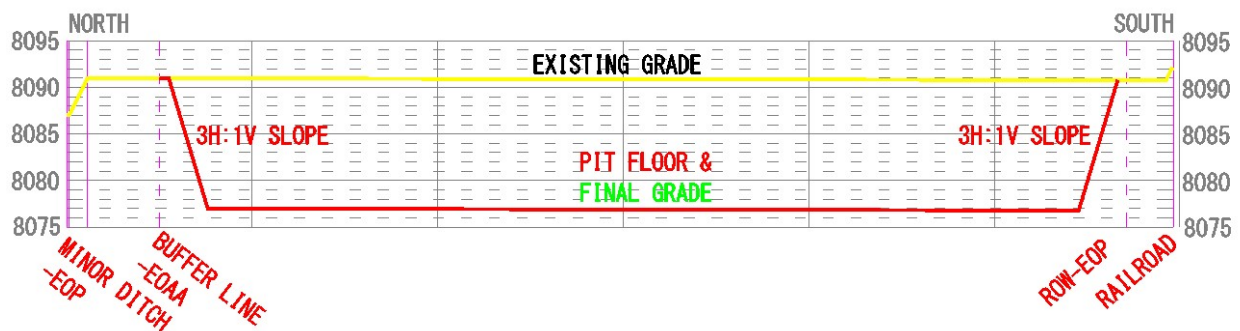 NORTH
SOUTH
8095
8095
EXISTING GRADE
8090
8090
3H:1V SLOPE
3H:1V SLOPE
8085
8085
PIT FLOOR &
8080
8080
FINAL GRADE
8075
8075
MINOR DITCH
-EOP
BUFFER LINE
-EOAA
ROW-EOP
RAILROAD